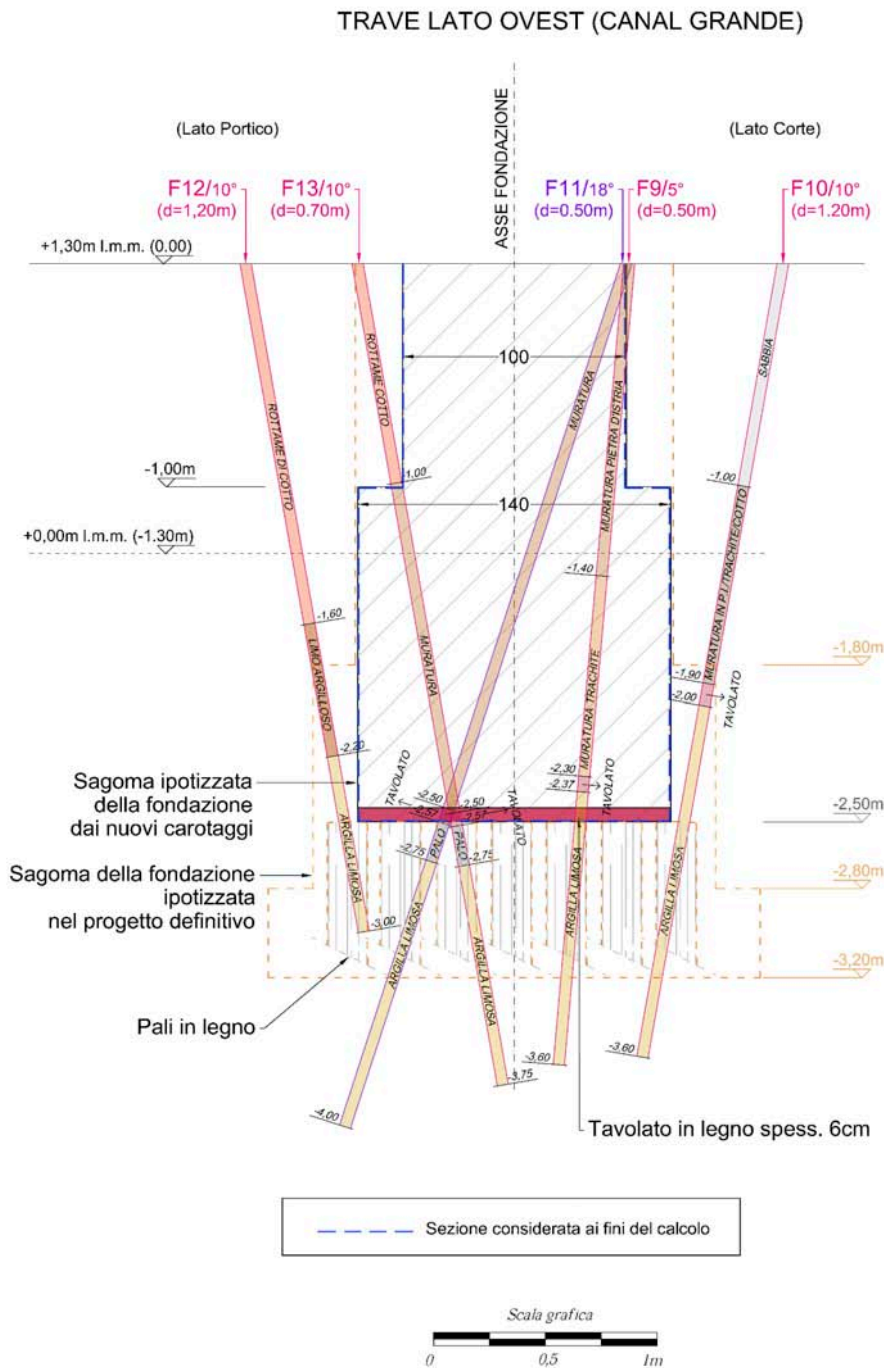 TRAVE LATO OVEST (CANAL GRANDE)
ASSE FONDAZIONE
(Lato Portico)
(Lato Corte)
F12/10°
(d=1,20m)
F13/10°
(d=0.70m)
F11/18°
(d=0.50m)
F9/5°
(d=0.50m)
F10/10°
(d=1.20m)
+1,30m l.m.m. (0.00)
ROTTAME DI COTTO
ROTTAME COTTO
MURATURA
MURATURA PIETRA D'ISTRIA
SABBIA
100
-1,00m
-1,00
-1,00
140
+0,00m l.m.m. (-1.30m)
-1,40
MURATURA IN P.I./TRACHITE/COTTO
-1,60
LIMO ARGILLOSO
MURATURA
MURATURA TRACHITE
-1,80m
-1,90
-2,00
TAVOLATO
-2,20
-2,30
-2,37
TAVOLATO
TAVOLATO
-2,50
-2,57
-2,50
-2,57
TAVOLATO
-2,50m
Sagoma ipotizzata
della fondazione
dai nuovi carotaggi
-2,75
PALO
PALO
-2,75
ARGILLA LIMOSA
ARGILLA LIMOSA
ARGILLA LIMOSA
ARGILLA LIMOSA
ARGILLA LIMOSA
-2,80m
Sagoma della fondazione
ipotizzata
nel progetto definitivo
-3,00
-3,20m
Pali in legno
-3,60
-3,60
-3,75
-4,00
Tavolato in legno spess. 6cm
Sezione considerata ai fini del calcolo
Scala grafica
0
0,5
1m